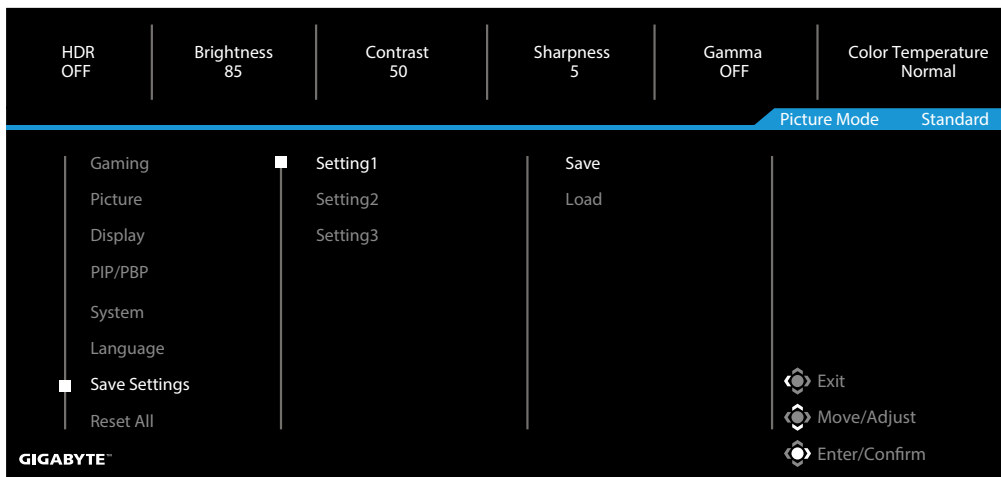 HDR
OFF
Brightness
85
Contrast
50
Sharpness
5
Gamma
OFF
Color Temperature
Normal
Picture Mode Standard
Gaming
Picture
Display
PIP/PBP
System
Language
Save Settings
Reset All
Setting1
Setting2
Setting3
Save
Load
Exit
Move/Adjust
Enter/Confirm
GIGABYTE™